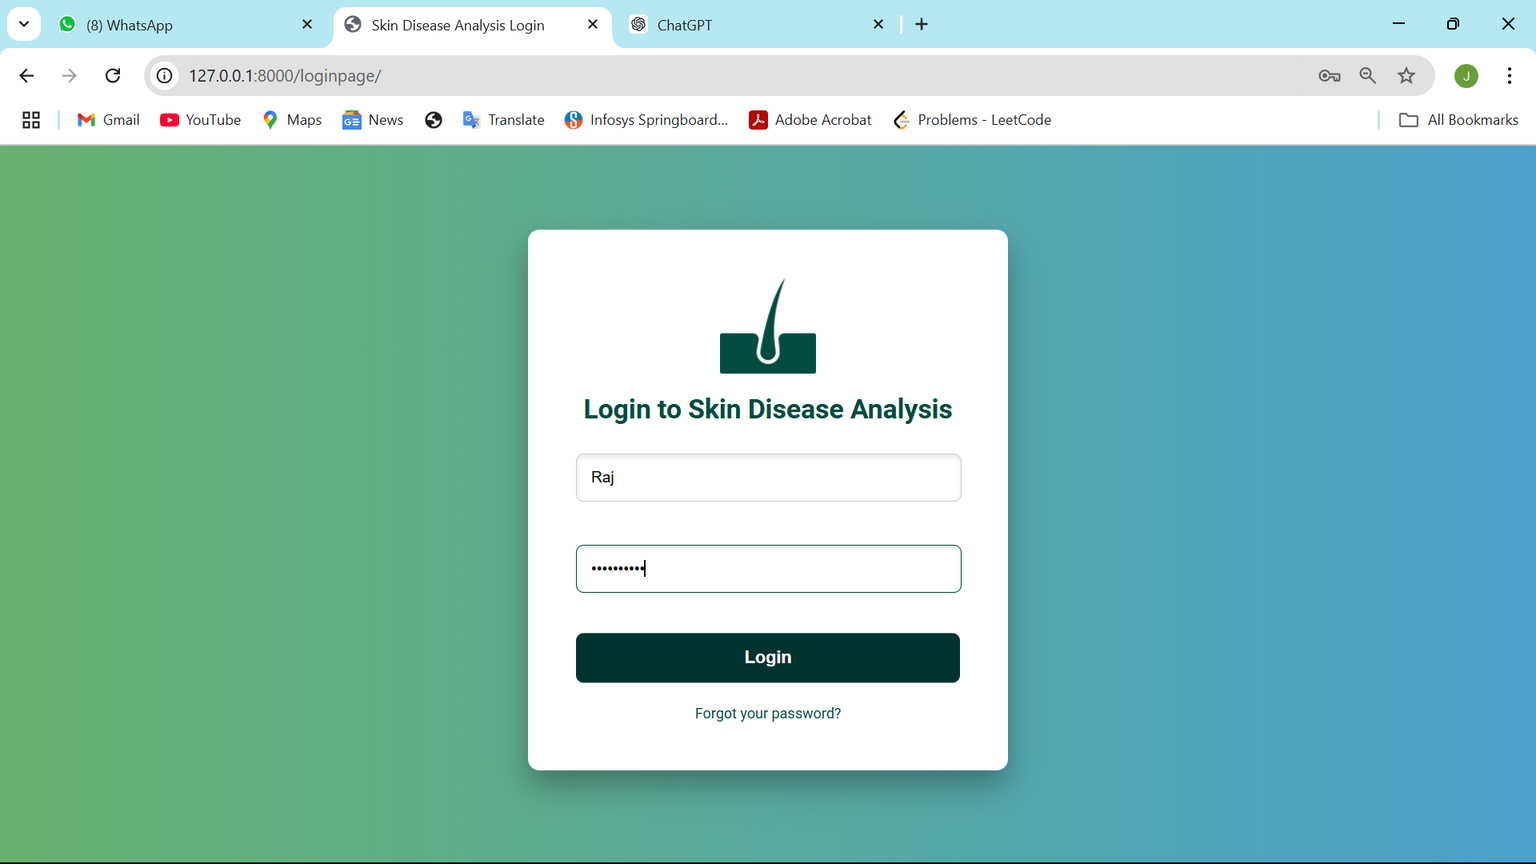 (8) WhatsApp
Skin Disease Analysis Login
ChatGPT
127.0.0.1:8000/loginpage/
J
Gmail
YouTube
Maps
News
Translate
Infosys Springboard...
Adobe Acrobat
Problems - LeetCode
All Bookmarks
Login to Skin Disease Analysis
Raj
••••••••••
Login
Forgot your password?